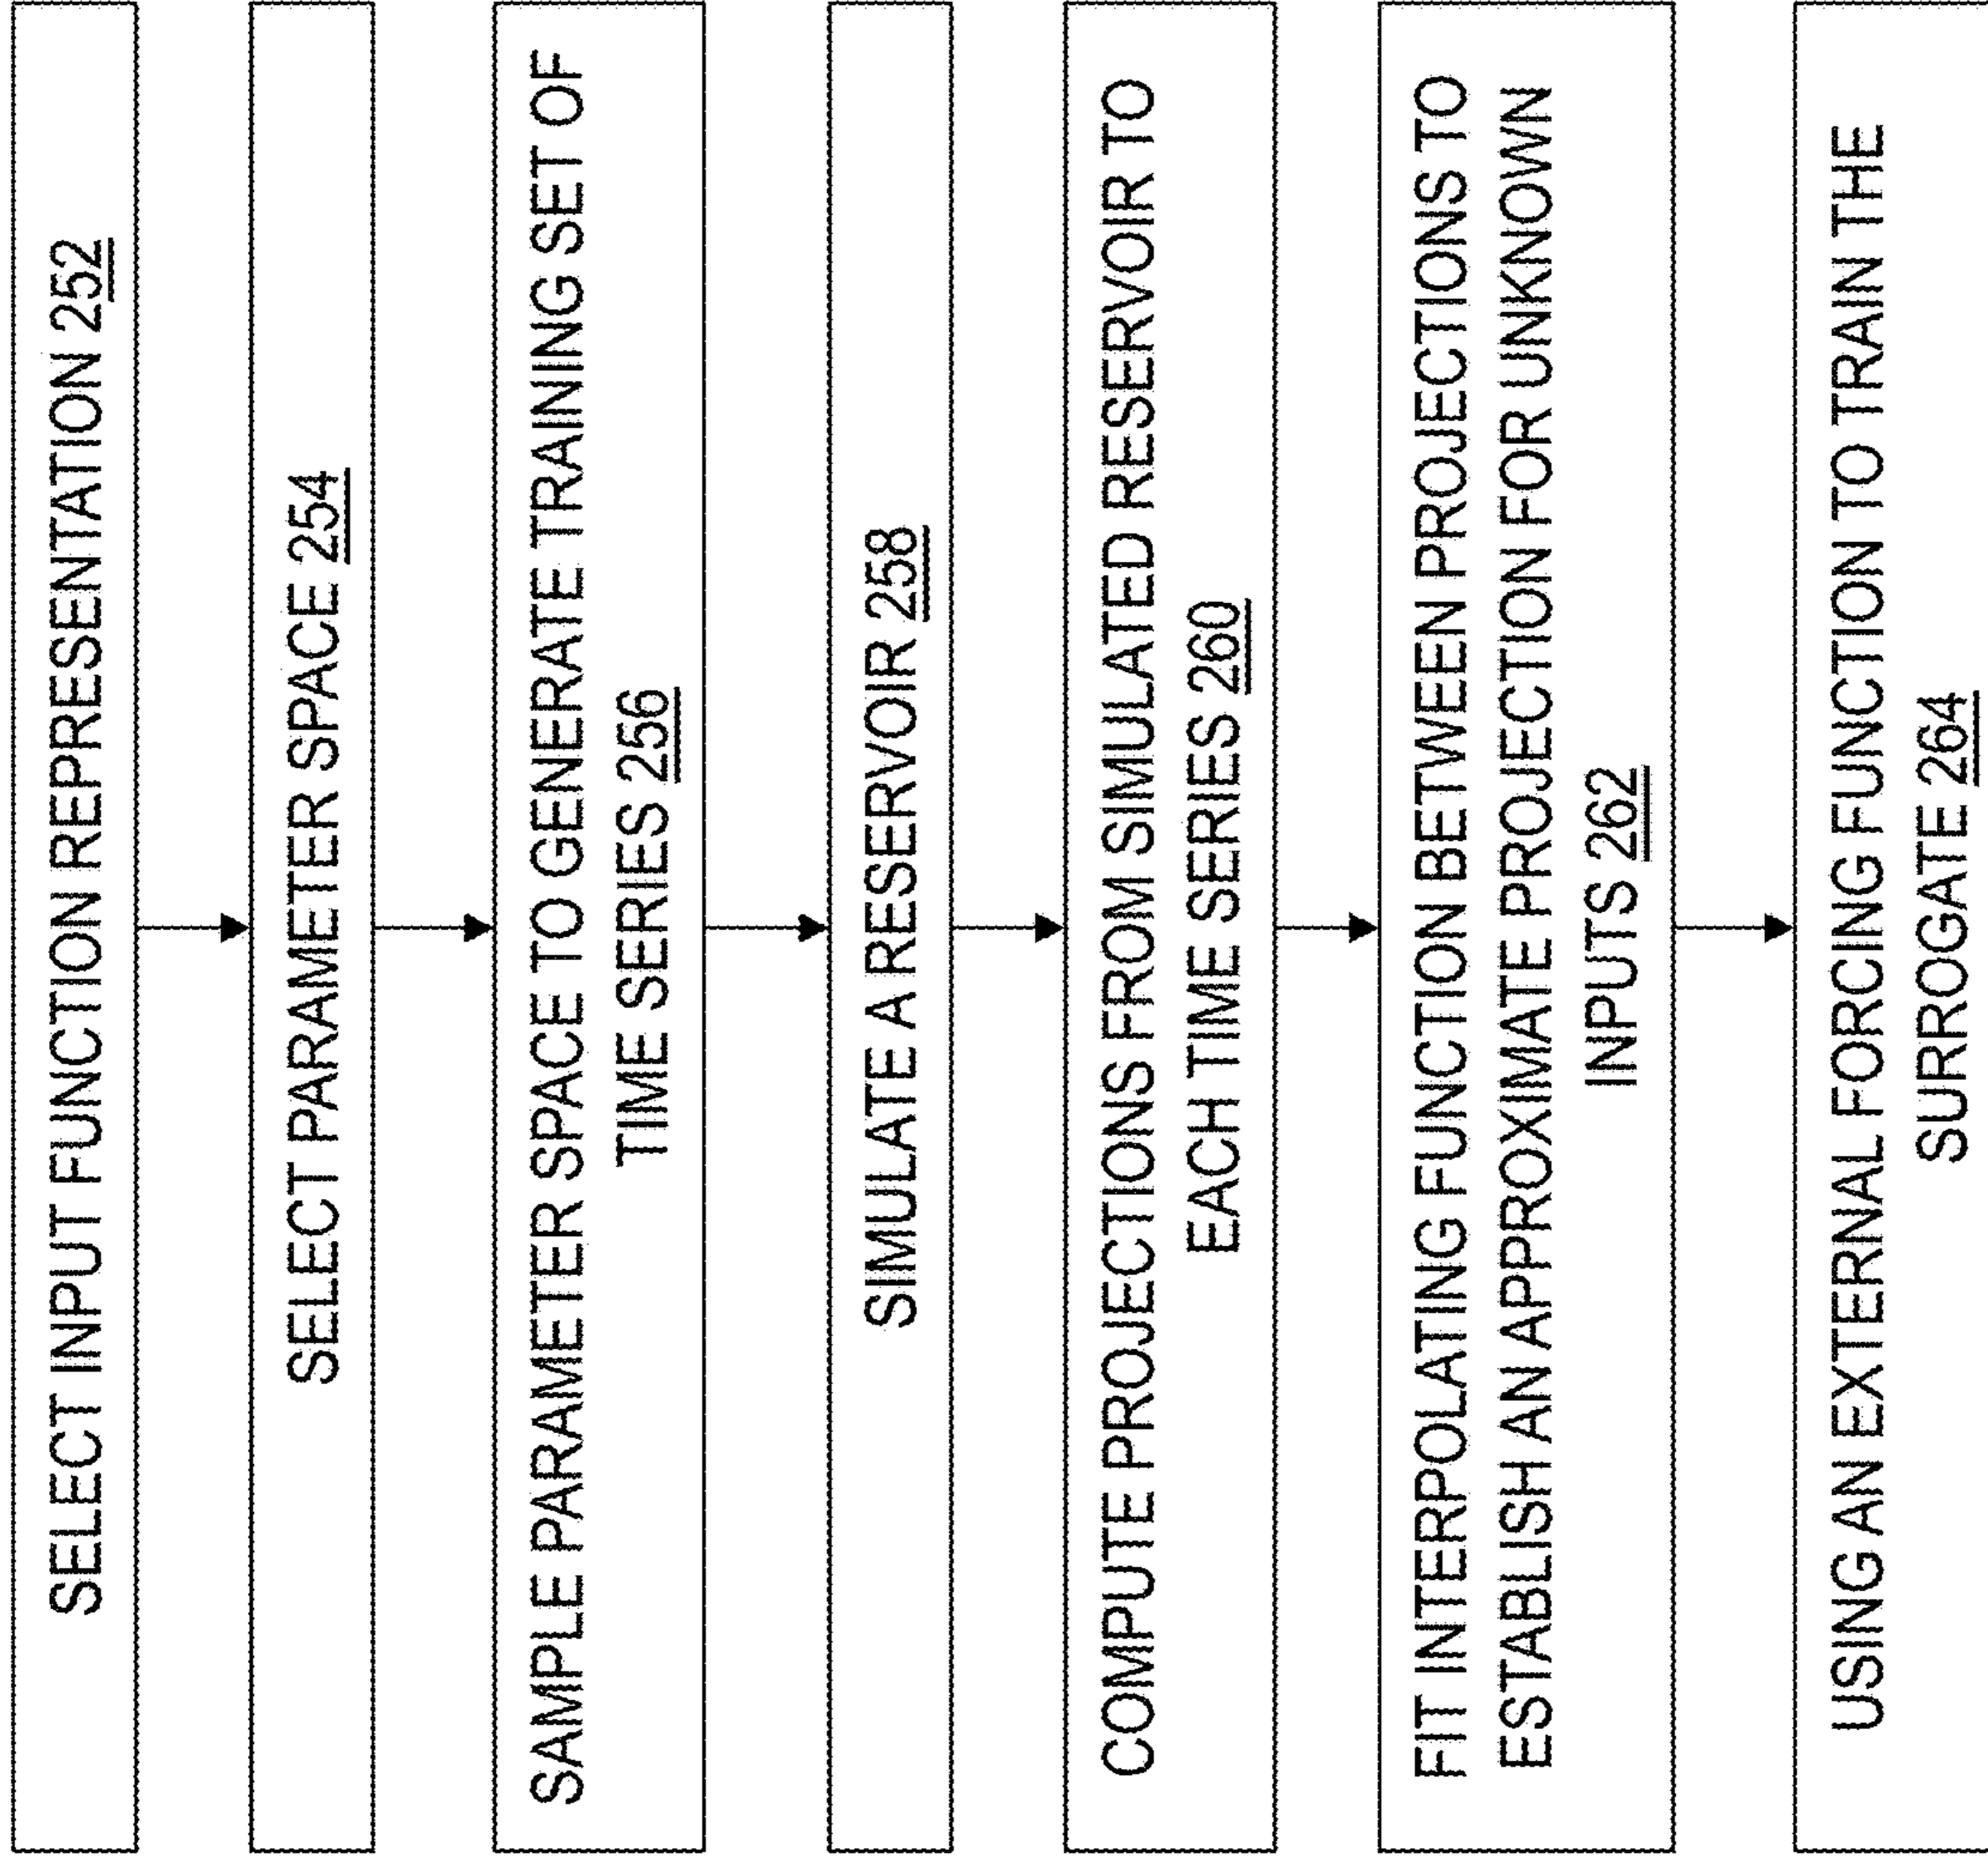 SELECT INPUT FUNCTION REPRESENTATION 252
SELECT PARAMETER SPACE 254
SAMPLE PARAMETER SPACE TO GENERATE TRAINING SET OF
TIME SERIES 256
SIMULATE A RESERVOIR 258
COMPUTE PROJECTIONS FROM SIMULATED RESERVOIR TO
EACH TIME SERIES 260
FIT INTERPOLATING FUNCTION BETWEEN PROJECTIONS TO
ESTABLISH AN APPROXIMATE PROJECTION FOR UNKNOWN
INPUTS 262
USING AN EXTERNAL FORCING FUNCTION TO TRAIN THE
SURROGATE 264